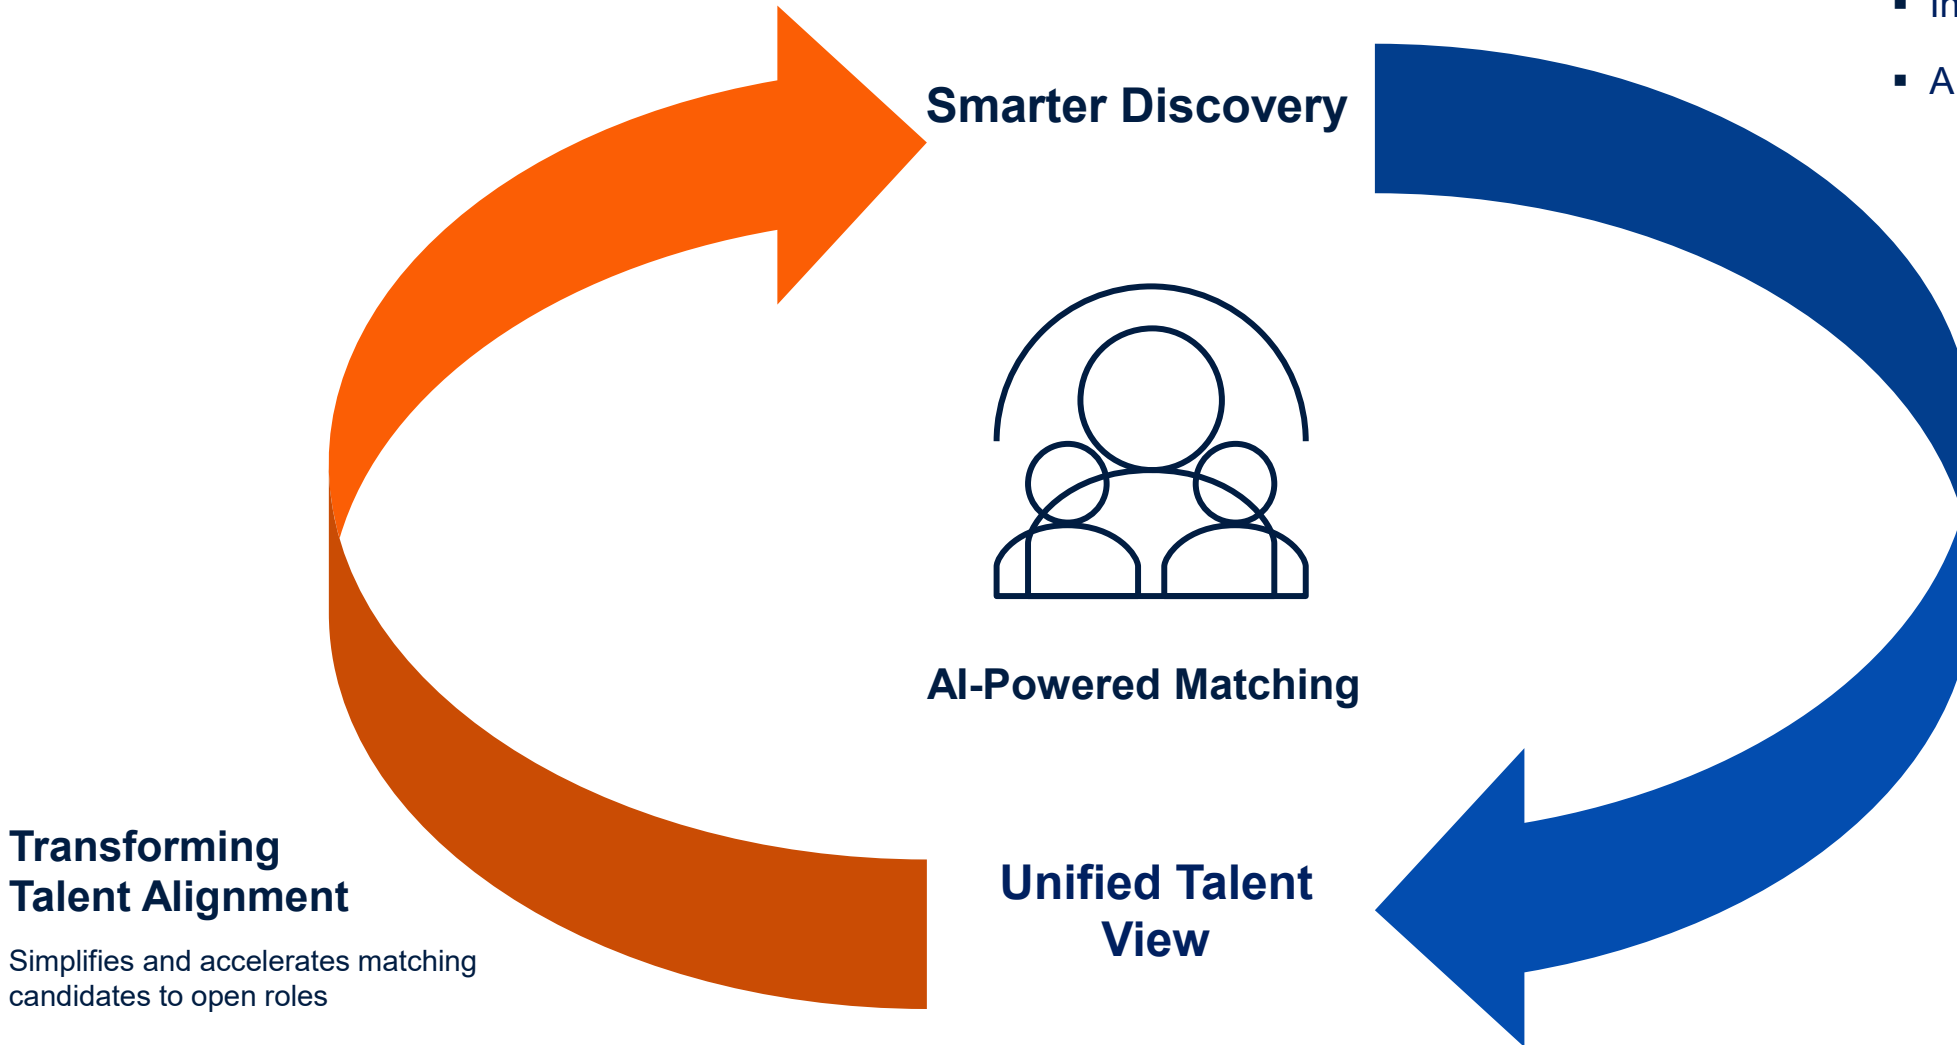 Smarter Discovery
AI-Powered Matching
Unified Talent
View
Transforming
Talent Alignment
Simplifies and accelerates matching
candidates to open roles